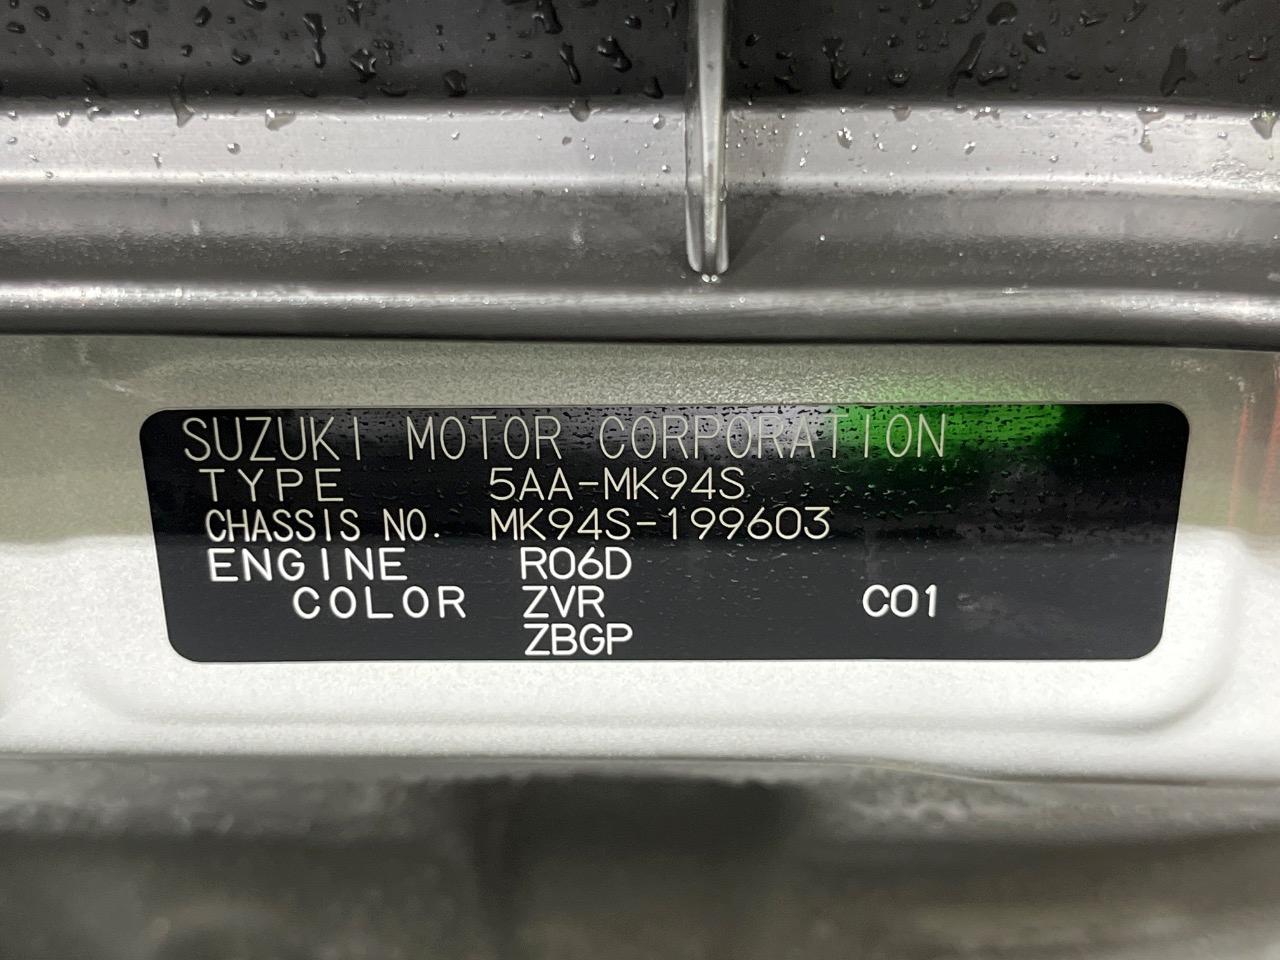 SUZUKI MOTOR CORPORATION
TYPE 5AA-MK94S
CHASSIS NO. MK94S-199603
ENGINE R06D
COLOR ZVR C01
ZBGP